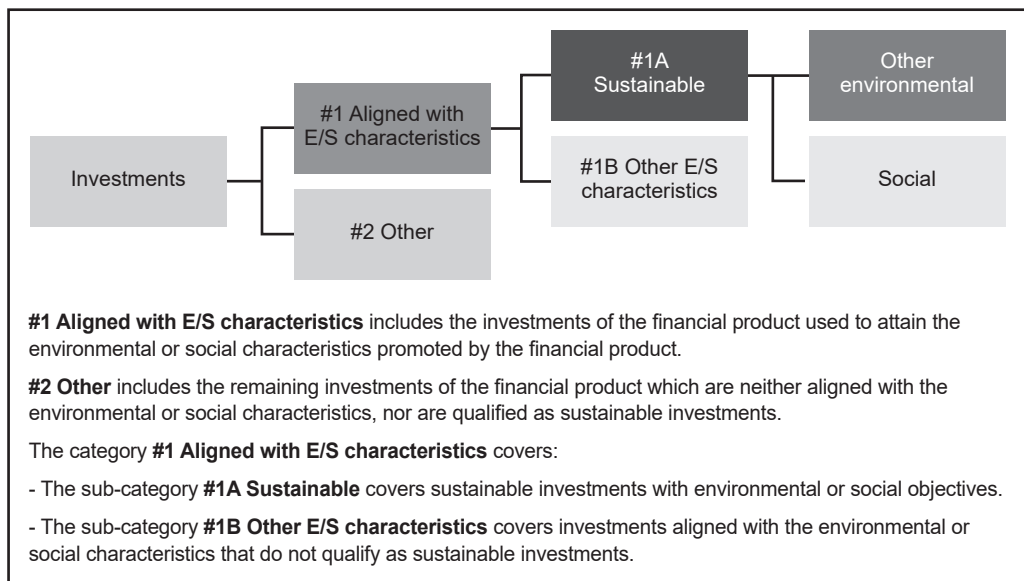 #1A
Sustainable
Other
environmental
#1 Aligned with
E/S characteristics
Investments
#1B Other E/S
characteristics
Social
#2 Other
#1 Aligned with E/S characteristics includes the investments of the financial product used to attain the
environmental or social characteristics promoted by the financial product.
#2 Other includes the remaining investments of the financial product which are neither aligned with the
environmental or social characteristics, nor are qualified as sustainable investments.
The category #1 Aligned with E/S characteristics covers:
- The sub-category #1A Sustainable covers sustainable investments with environmental or social objectives.
- The sub-category #1B Other E/S characteristics covers investments aligned with the environmental or
social characteristics that do not qualify as sustainable investments.